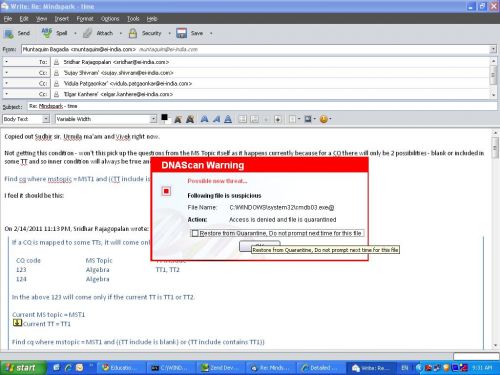 Write: Re: Mindspark - time
File Edit View Insert Format Options Tools Help
Send Spell Attach Security Save
From: Muntaquim Bagadia <muntaquim@ei-india.com> muntaquim@ei-india.com
To: Sridhar Rajagopalan <sridhar@ei-india.com>
Cc: 'Sujay Shivram' <sujay.shivram@ei-india.com>
Cc: 'Vidula Patgaonkar' <vidula.patgaonkar@ei-india.com>
Cc: 'Elgar Kanhere' <elgar.kanhere@ei-india.com>
Subject: Re: Mindspark - time
Body Text Variable Width
Copied out Sudhir sir, Urmila ma'am and Vivek right now.
Not getting this condition - won't this pick up the questions from the MS Topic itself as it happens currently because for a CQ there will only be 2 possibilities - blank or included in
some TT and so inner condition will always be true an
Find cq where mstopic = MST1 and ((TT include is
I feel it should be this:
DNAScan Warning
Possible new threat...
Following file is suspicious
File Name: C:\WINDOWS\system32\rmdb03.exe
Action: Access is denied and file is quarantined
Restore from Quarantine, Do not prompt next time for this file
Restore from Quarantine, Do not prompt next time for this file
On 2/14/2011 11:13 PM, Sridhar Rajagopalan wrote:
If a CQ is mapped to some TTs, it will come onl
CQ code MS Topic TT include
123 Algebra TT1, TT2
124 Algebra
In the above 123 will come only if the current TT is TT1 or TT2.
Current MS topic = MST1
Current TT = TT1
Find cq where mstopic = MST1 and ((TT include is blank) or (TT include contains TT1))
start
Educatio...
C:\WIND...
Zend Dev...
Re: Minds...
Detailed ...
Write: Re...
EN
9:31 AM